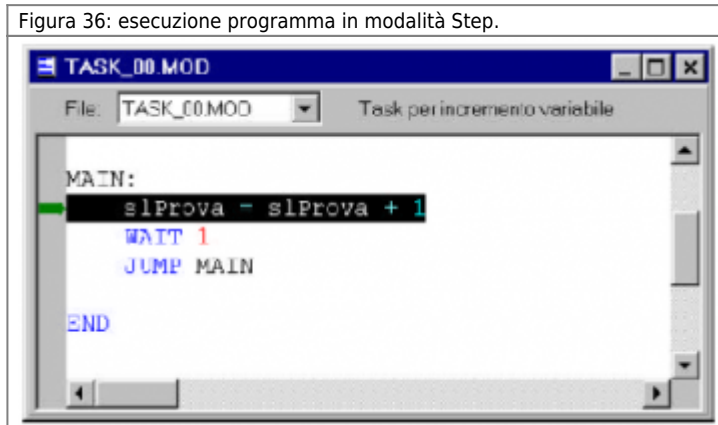 Figura 36: esecuzione programma in modalità Step.
TASK_00.MOD
File: TASK_00.MOD Task per incremento variabile
MAIN:
slProva = slProva + 1
WAIT 1
JUMP MAIN
END